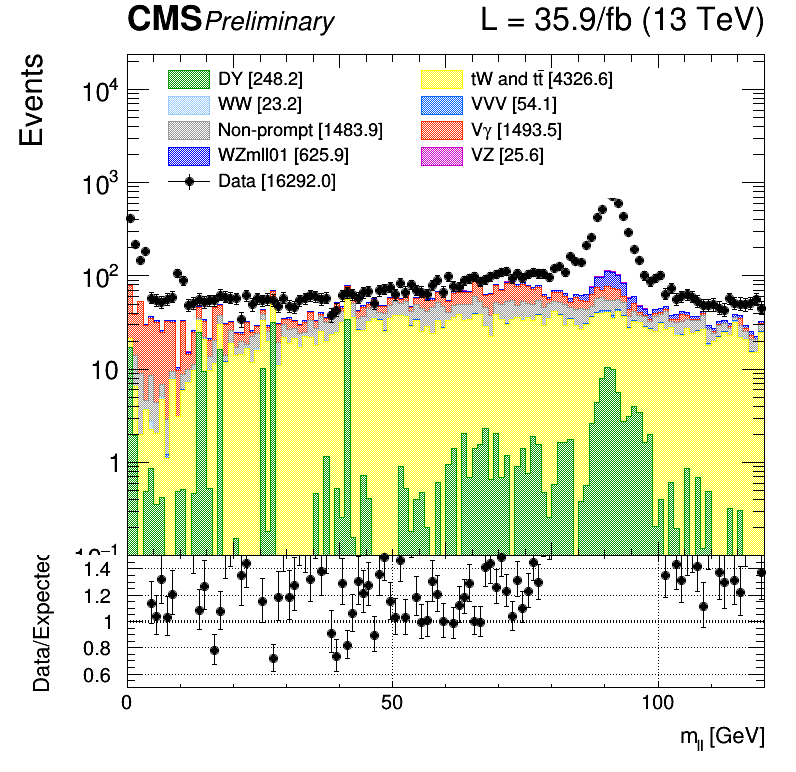 CMS Preliminary L = 35.9/fb (13 TeV)
Events
10⁴
10³
10²
10
1
10⁻¹
DY [248.2]
tW and tt̄ [4326.6]
WW [23.2]
VVV [54.1]
Non-prompt [1483.9]
Vγ [1493.5]
WZmll01 [625.9]
VZ [25.6]
Data [16292.0]
Data/Expected
1.4
1.2
1
0.8
0.6
0 50 100
m_ll [GeV]